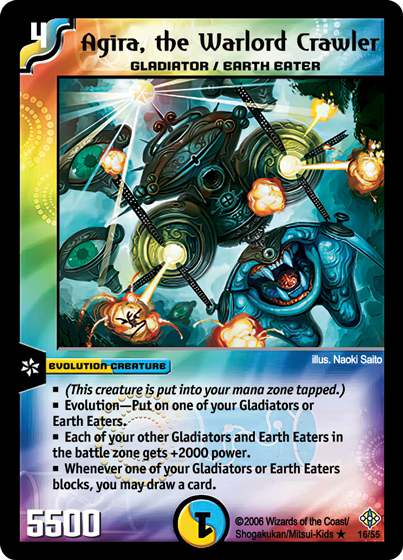 4
Agira, the Warlord Crawler
GLADIATOR / EARTH EATER
illus. Naoki Saito
EVOLUTION CREATURE
▪ (This creature is put into your mana zone tapped.)
▪ Evolution—Put on one of your Gladiators or
Earth Eaters.
▪ Each of your other Gladiators and Earth Eaters in
the battle zone gets +2000 power.
▪ Whenever one of your Gladiators or Earth Eaters
blocks, you may draw a card.
5500
1
©2006 Wizards of the Coast/
Shogakukan/Mitsui-Kids ★ 16/55